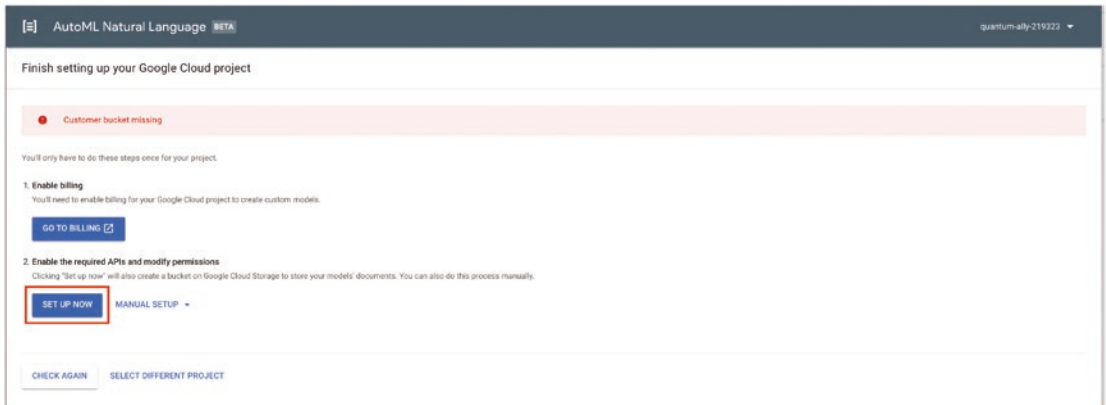 AutoML Natural Language BETA
quantum-ally-219323
Finish setting up your Google Cloud project
Customer bucket missing
You'll only have to do these steps once for your project.
1. Enable billing
You'll need to enable billing for your Google Cloud project to create custom models.
GO TO BILLING
2. Enable the required APIs and modify permissions
Clicking "Set up now" will also create a bucket on Google Cloud Storage to store your models' documents. You can also do this process manually.
SET UP NOW MANUAL SETUP
CHECK AGAIN SELECT DIFFERENT PROJECT